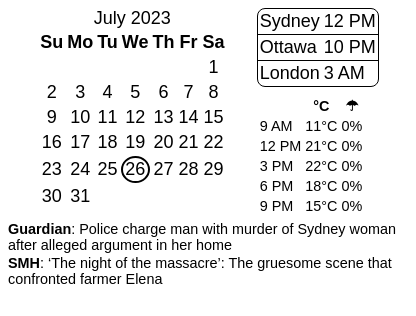 July 2023
Su Mo Tu We Th Fr Sa
1
2 3 4 5 6 7 8
9 10 11 12 13 14 15
16 17 18 19 20 21 22
23 24 25 26 27 28 29
30 31
Sydney 12 PM
Ottawa 10 PM
London 3 AM
°C ☂
9 AM 11°C 0%
12 PM 21°C 0%
3 PM 22°C 0%
6 PM 18°C 0%
9 PM 15°C 0%
Guardian: Police charge man with murder of Sydney woman
after alleged argument in her home
SMH: ‘The night of the massacre’: The gruesome scene that
confronted farmer Elena